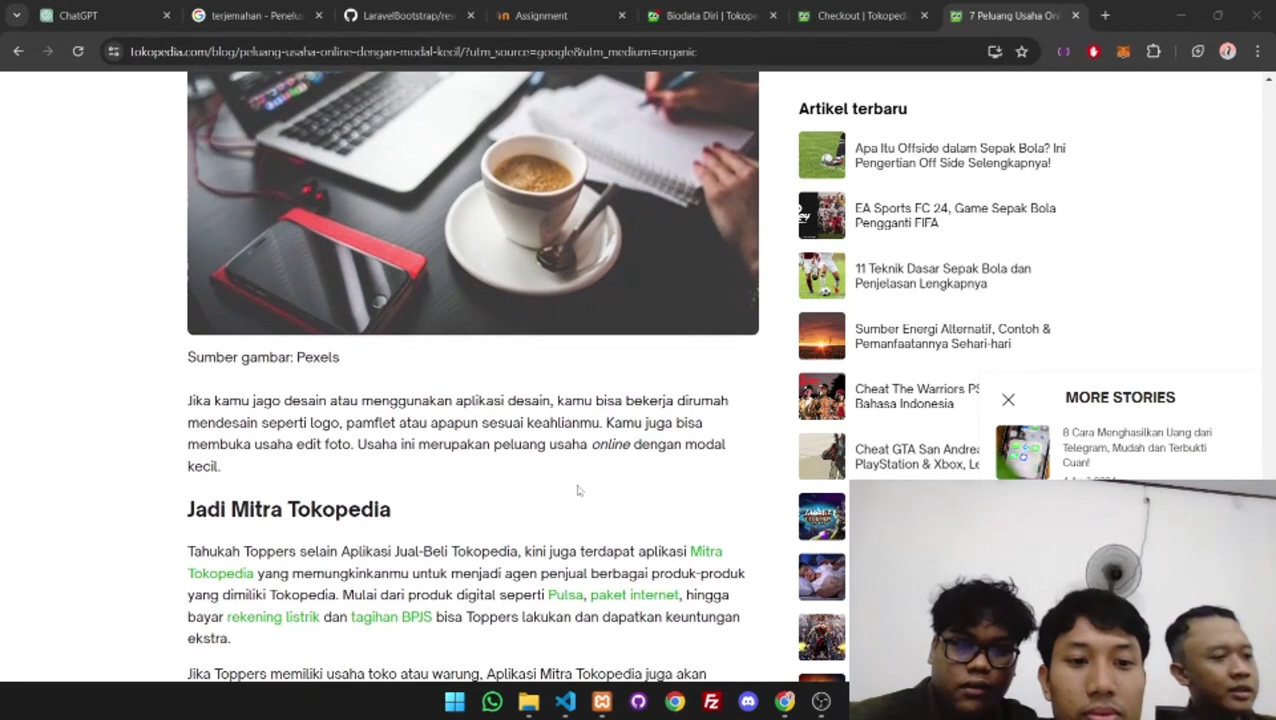 ChatGPT
terjemahan - Penelus
LaravelBootstrap/res
Assignment
Biodata Diri | Tokope
Checkout | Tokopedi
7 Peluang Usaha Onl
tokopedia.com/blog/peluang-usaha-online-dengan-modal-kecil/?utm_source=google&utm_medium=organic
Sumber gambar: Pexels
Jika kamu jago desain atau menggunakan aplikasi desain, kamu bisa bekerja dirumah
mendesain seperti logo, pamflet atau apapun sesuai keahlianmu. Kamu juga bisa
membuka usaha edit foto. Usaha ini merupakan peluang usaha online dengan modal
kecil.
Jadi Mitra Tokopedia
Tahukah Toppers selain Aplikasi Jual-Beli Tokopedia, kini juga terdapat aplikasi Mitra
Tokopedia yang memungkinkanmu untuk menjadi agen penjual berbagai produk-produk
yang dimiliki Tokopedia. Mulai dari produk digital seperti Pulsa, paket internet, hingga
bayar rekening listrik dan tagihan BPJS bisa Toppers lakukan dan dapatkan keuntungan
ekstra.
Jika Toppers memiliki usaha toko atau warung, Aplikasi Mitra Tokopedia juga akan
Artikel terbaru
Apa Itu Offside dalam Sepak Bola? Ini
Pengertian Off Side Selengkapnya!
EA Sports FC 24, Game Sepak Bola
Pengganti FIFA
11 Teknik Dasar Sepak Bola dan
Penjelasan Lengkapnya
Sumber Energi Alternatif, Contoh &
Pemanfaatannya Sehari-hari
Cheat The Warriors PS
Bahasa Indonesia
Cheat GTA San Andrea
PlayStation & Xbox, Le
MORE STORIES
8 Cara Menghasilkan Uang dari
Telegram, Mudah dan Terbukti
Cuan!